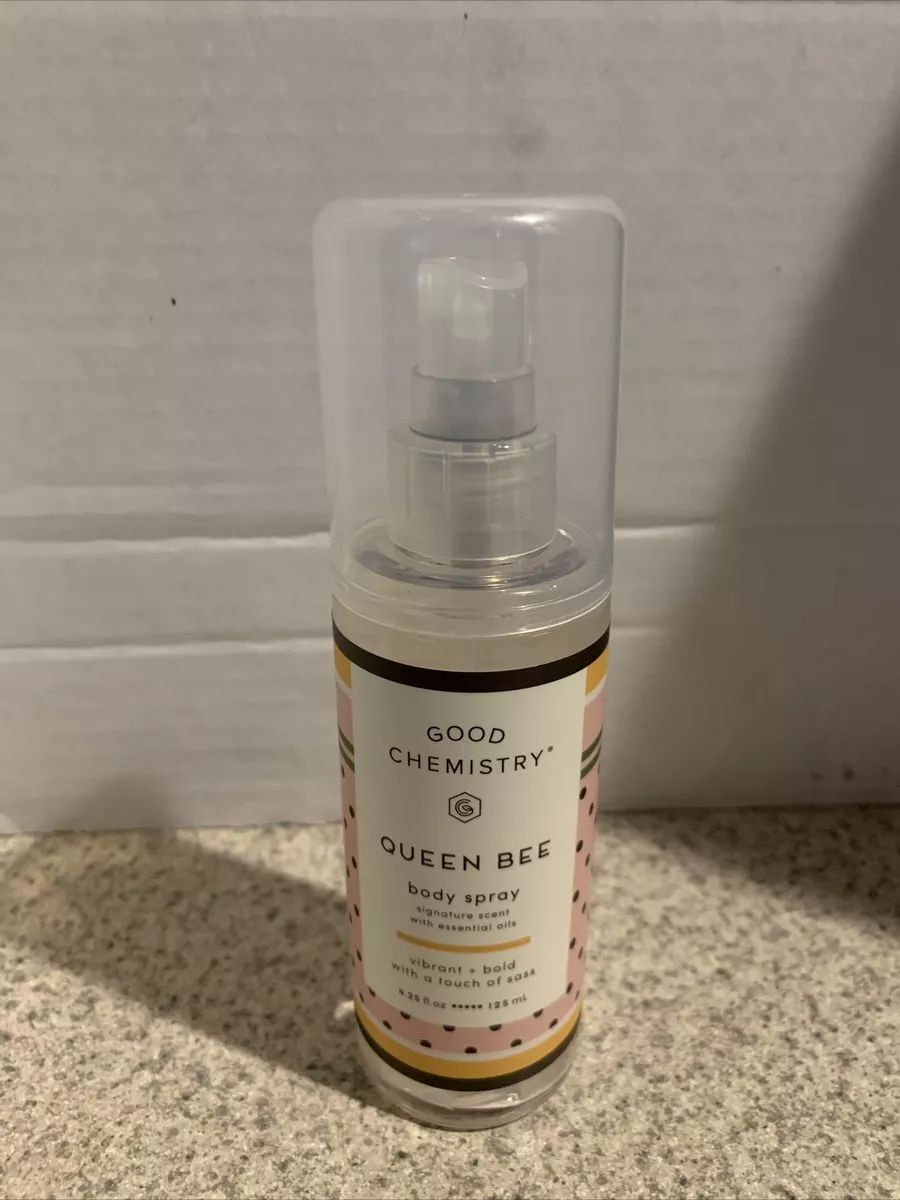 GOOD
CHEMISTRY®
QUEEN BEE
body spray
signature scent
with essential oils
vibrant + bold
with a touch of sass
4.25 fl.oz ••••• 125 mL